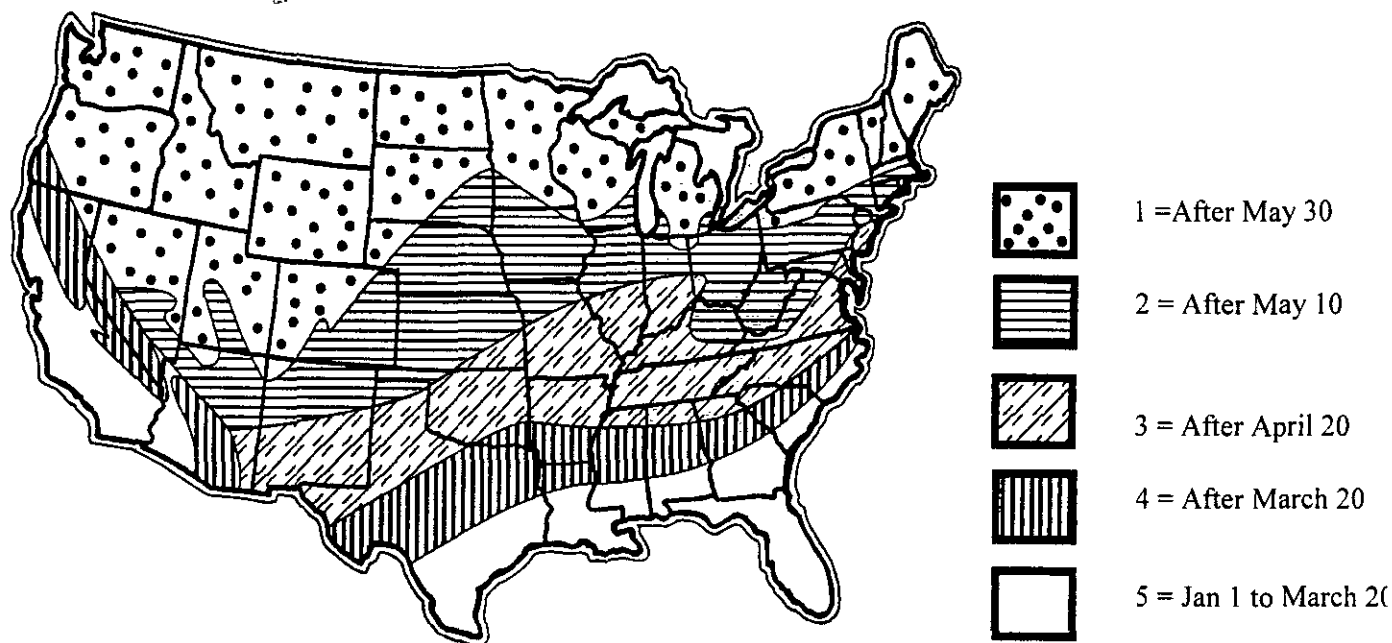 1 =After May 30
2 = After May 10
3 = After April 20
4 = After March 20
5 = Jan 1 to March 20